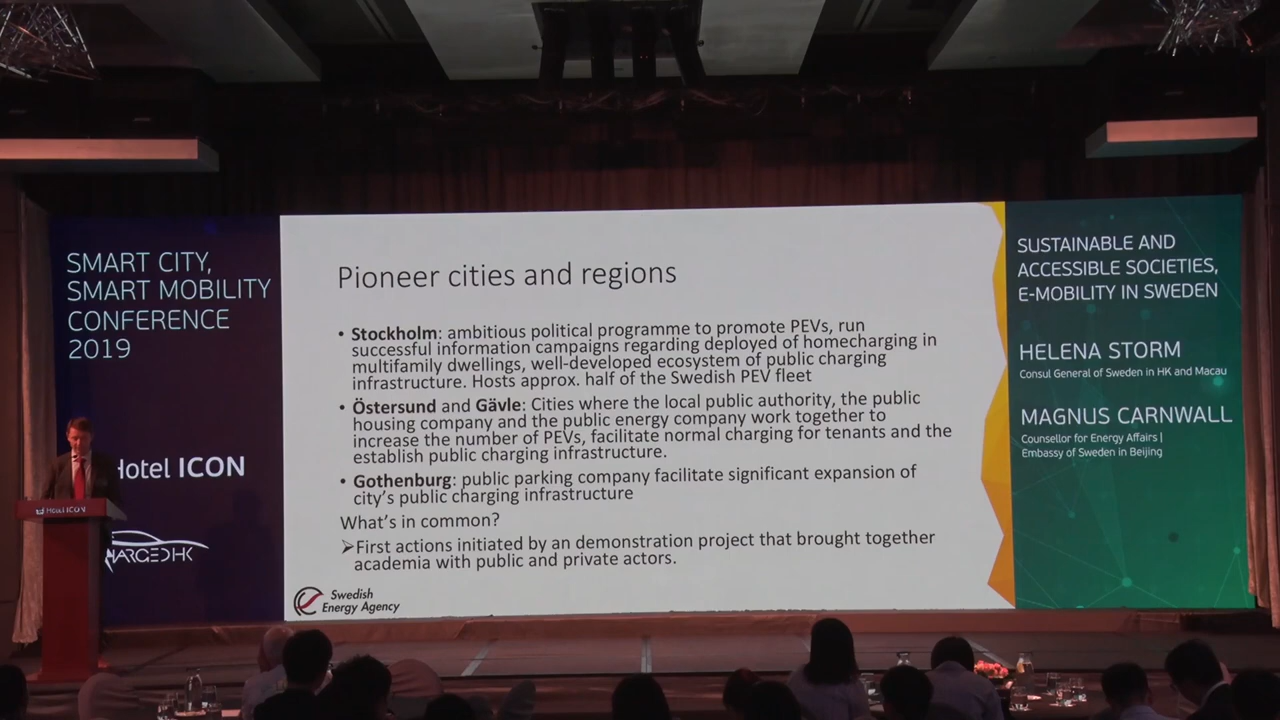 SMART CITY,
SMART MOBILITY
CONFERENCE
2019
Hotel ICON
Hotel ICON
HARGEDHK
Pioneer cities and regions
• Stockholm: ambitious political programme to promote PEVs, run
successful information campaigns regarding deployed of homecharging in
multifamily dwellings, well-developed ecosystem of public charging
infrastructure. Hosts approx. half of the Swedish PEV fleet
• Östersund and Gävle: Cities where the local public authority, the public
housing company and the public energy company work together to
increase the number of PEVs, facilitate normal charging for tenants and the
establish public charging infrastructure.
• Gothenburg: public parking company facilitate significant expansion of
city's public charging infrastructure
What's in common?
➢First actions initiated by an demonstration project that brought together
academia with public and private actors.
Swedish
Energy Agency
SUSTAINABLE AND
ACCESSIBLE SOCIETIES,
E-MOBILITY IN SWEDEN
HELENA STORM
Consul General of Sweden in HK and Macau
MAGNUS CARNWALL
Counsellor for Energy Affairs |
Embassy of Sweden in Beijing